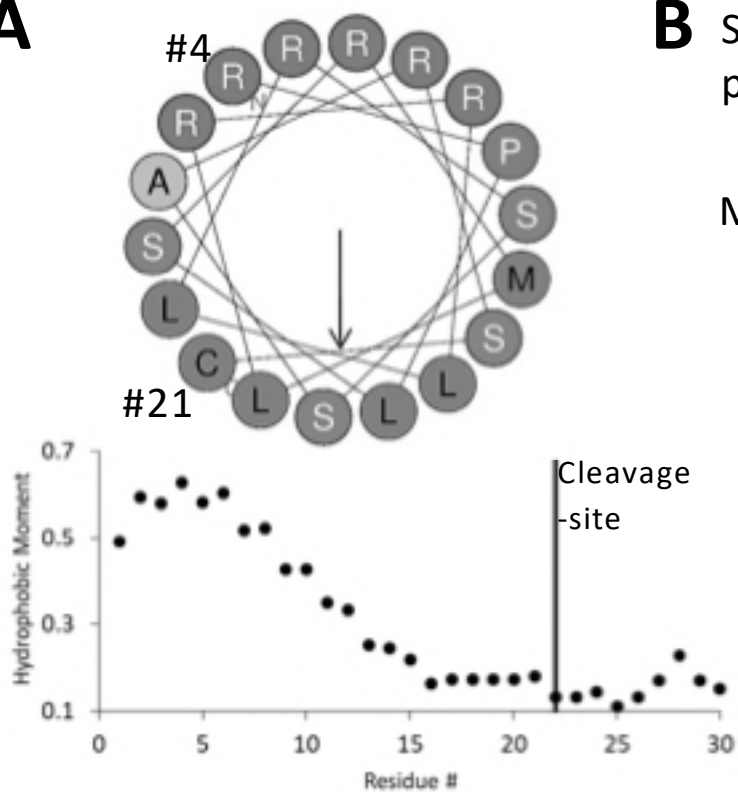 A
#4
R R R R R R P A S S M L S C L L S L
N
#21
B S
p
M
0.7
0.5
0.3
0.1
Hydrophobic Moment
Cleavage
-site
0 5 10 15 20 25 30
Residue #